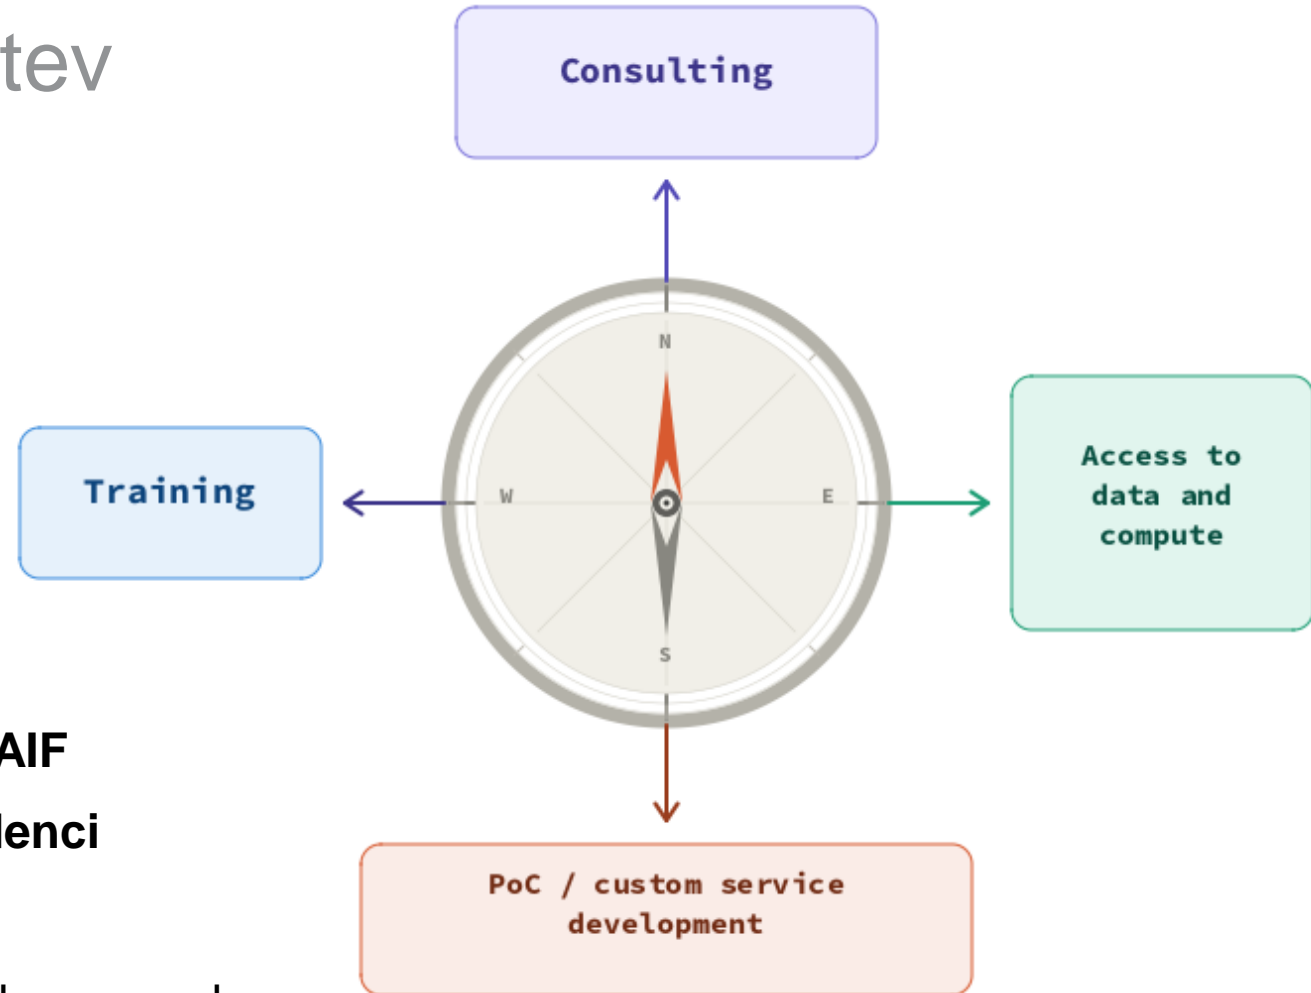 tev
Consulting
N
Training
W
E
Access to
data and
compute
S
AIF
lenci
PoC / custom service
development